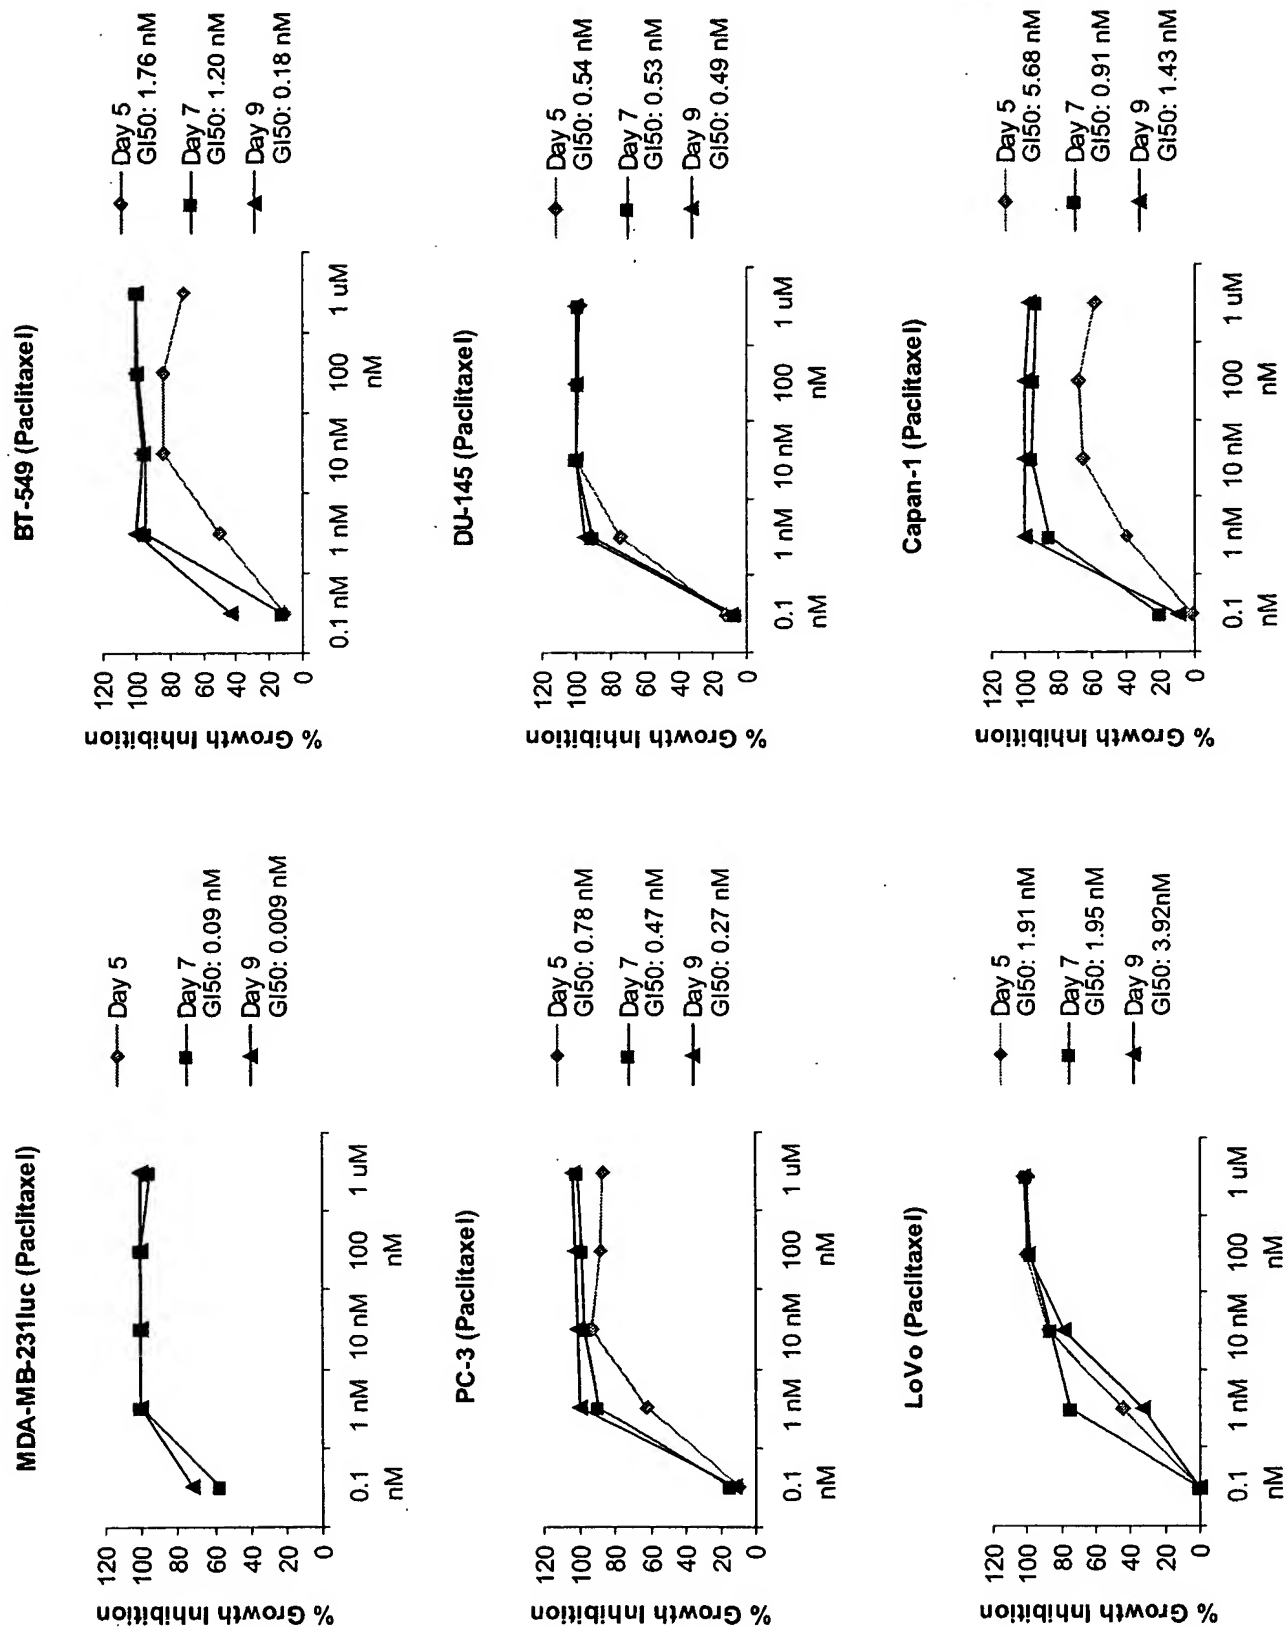 MDA-MB-231luc (Paclitaxel)
% Growth Inhibition
120
100
80
60
40
20
0
0.1 nM
1 nM
10 nM
100 nM
1 uM
Day 5
Day 7
GI50: 0.09 nM
Day 9
GI50: 0.009 nM
BT-549 (Paclitaxel)
% Growth Inhibition
120
100
80
60
40
20
0
0.1 nM
1 nM
10 nM
100 nM
1 uM
Day 5
GI50: 1.76 nM
Day 7
GI50: 1.20 nM
Day 9
GI50: 0.18 nM
PC-3 (Paclitaxel)
% Growth Inhibition
120
100
80
60
40
20
0
0.1 nM
1 nM
10 nM
100 nM
1 uM
Day 5
GI50: 0.78 nM
Day 7
GI50: 0.47 nM
Day 9
GI50: 0.27 nM
DU-145 (Paclitaxel)
% Growth Inhibition
120
100
80
60
40
20
0
0.1 nM
1 nM
10 nM
100 nM
1 uM
Day 5
GI50: 0.54 nM
Day 7
GI50: 0.53 nM
Day 9
GI50: 0.49 nM
LoVo (Paclitaxel)
% Growth Inhibition
120
100
80
60
40
20
0
0.1 nM
1 nM
10 nM
100 nM
1 uM
Day 5
GI50: 1.91 nM
Day 7
GI50: 1.95 nM
Day 9
GI50: 3.92nM
Capan-1 (Paclitaxel)
% Growth Inhibition
120
100
80
60
40
20
0
0.1 nM
1 nM
10 nM
100 nM
1 uM
Day 5
GI50: 5.68 nM
Day 7
GI50: 0.91 nM
Day 9
GI50: 1.43 nM